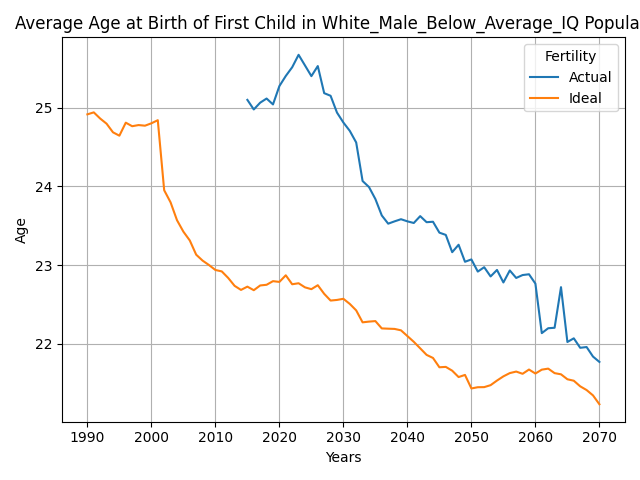 Average Age at Birth of First Child in White_Male_Below_Average_IQ Popula
Fertility
Actual
Ideal
25
24
23
22
Age
1990 2000 2010 2020 2030 2040 2050 2060 2070
Years